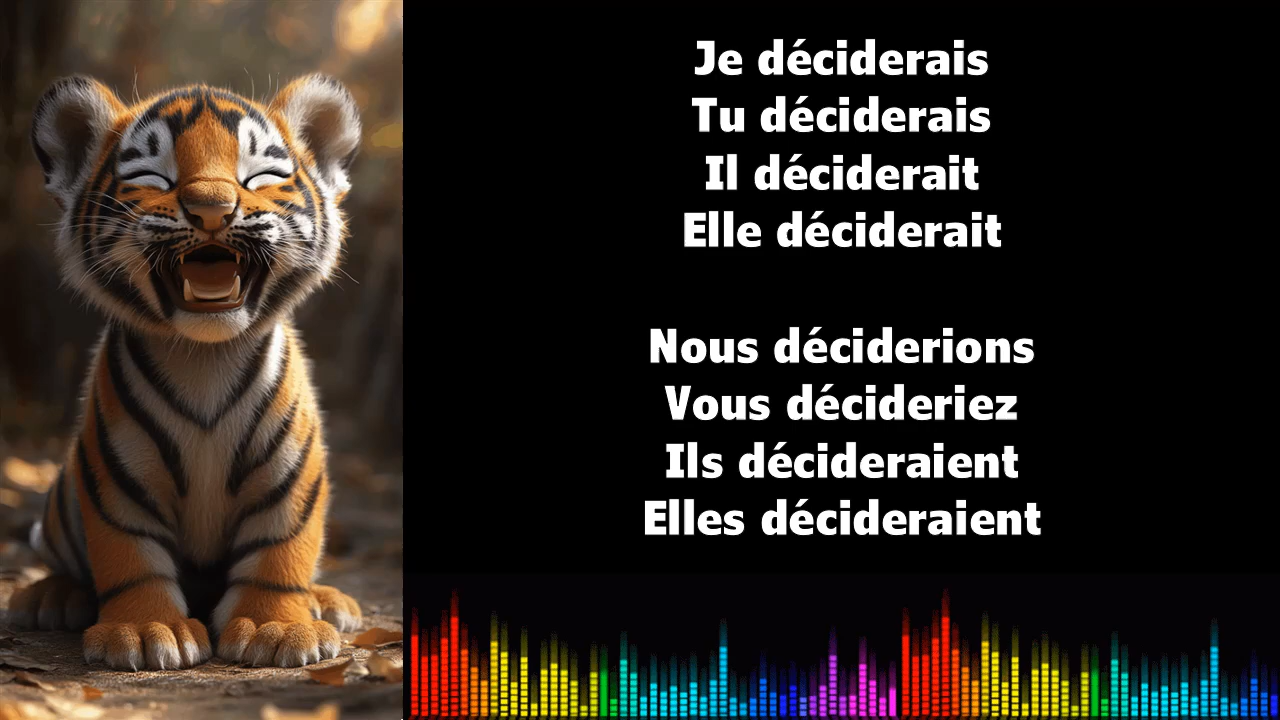 Je déciderais
Tu déciderais
Il déciderait
Elle déciderait
Nous déciderions
Vous décideriez
Ils décideraient
Elles décideraient